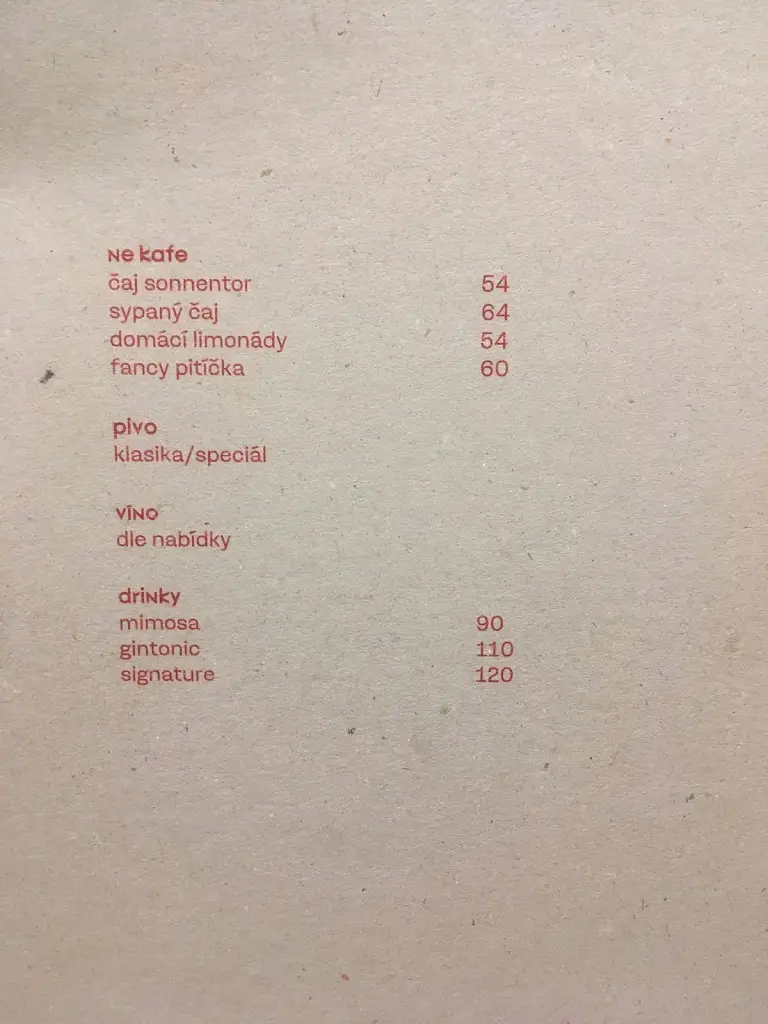 Ne kafe
čaj sonnentor 54
sypaný čaj 64
domácí limonády 54
fancy pitíčka 60
pivo
klasika/speciál
víno
dle nabídky
drinky
mimosa 90
gintonic 110
signature 120